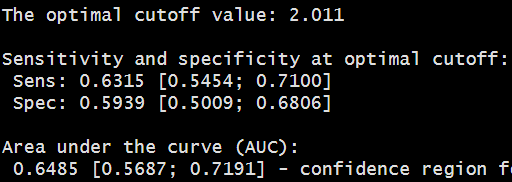 The optimal cutoff value: 2.011
Sensitivity and specificity at optimal cutoff:
Sens: 0.6315 [0.5454; 0.7100]
Spec: 0.5939 [0.5009; 0.6806]
Area under the curve (AUC):
0.6485 [0.5687; 0.7191] - confidence region